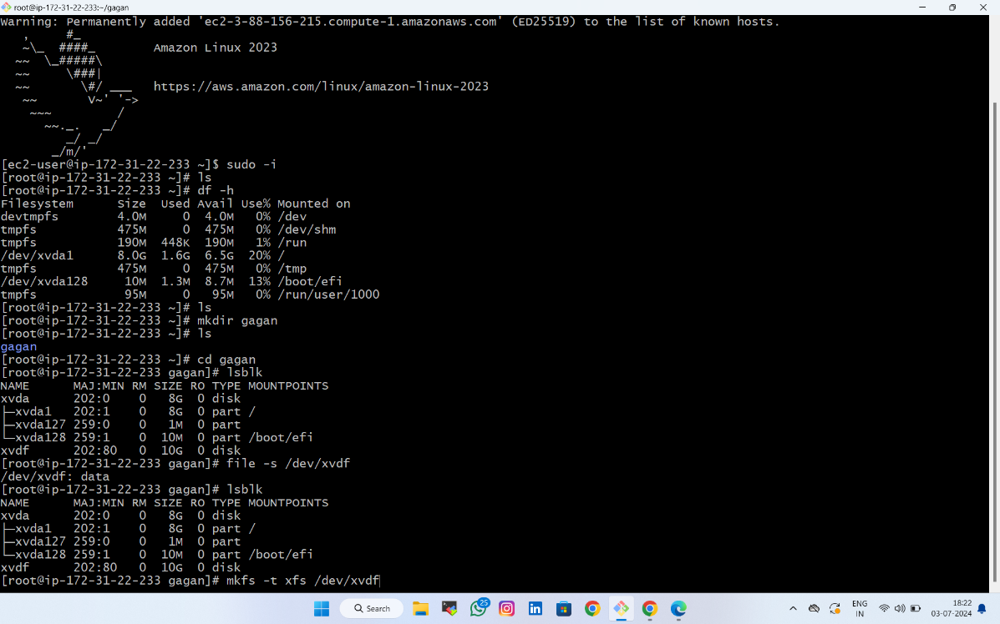 root@ip-172-31-22-233:~/gagan
Warning: Permanently added 'ec2-3-88-156-215.compute-1.amazonaws.com' (ED25519) to the list of known hosts.
   ,     #_
   ~\_  ####_        Amazon Linux 2023
  ~~  \_#####\
  ~~     \###|
  ~~       \#/ ___   https://aws.amazon.com/linux/amazon-linux-2023
   ~~       V~' '->
    ~~~         /
      ~~._.   _/
         _/ _/
       _/m/'
[ec2-user@ip-172-31-22-233 ~]$ sudo -i
[root@ip-172-31-22-233 ~]# ls
[root@ip-172-31-22-233 ~]# df -h
Filesystem      Size  Used Avail Use% Mounted on
devtmpfs        4.0M     0  4.0M   0% /dev
tmpfs           475M     0  475M   0% /dev/shm
tmpfs           190M  448K  190M   1% /run
/dev/xvda1      8.0G  1.6G  6.5G  20% /
tmpfs           475M     0  475M   0% /tmp
/dev/xvda128     10M  1.3M  8.7M  13% /boot/efi
tmpfs            95M     0   95M   0% /run/user/1000
[root@ip-172-31-22-233 ~]# ls
[root@ip-172-31-22-233 ~]# mkdir gagan
[root@ip-172-31-22-233 ~]# ls
gagan
[root@ip-172-31-22-233 ~]# cd gagan
[root@ip-172-31-22-233 gagan]# lsblk
NAME      MAJ:MIN RM SIZE RO TYPE MOUNTPOINTS
xvda      202:0    0   8G  0 disk
├─xvda1   202:1    0   8G  0 part /
├─xvda127 259:0    0   1M  0 part
└─xvda128 259:1    0  10M  0 part /boot/efi
xvdf      202:80   0  10G  0 disk
[root@ip-172-31-22-233 gagan]# file -s /dev/xvdf
/dev/xvdf: data
[root@ip-172-31-22-233 gagan]# lsblk
NAME      MAJ:MIN RM SIZE RO TYPE MOUNTPOINTS
xvda      202:0    0   8G  0 disk
├─xvda1   202:1    0   8G  0 part /
├─xvda127 259:0    0   1M  0 part
└─xvda128 259:1    0  10M  0 part /boot/efi
xvdf      202:80   0  10G  0 disk
[root@ip-172-31-22-233 gagan]# mkfs -t xfs /dev/xvdf
Search
25
ENG
IN
18:22
03-07-2024